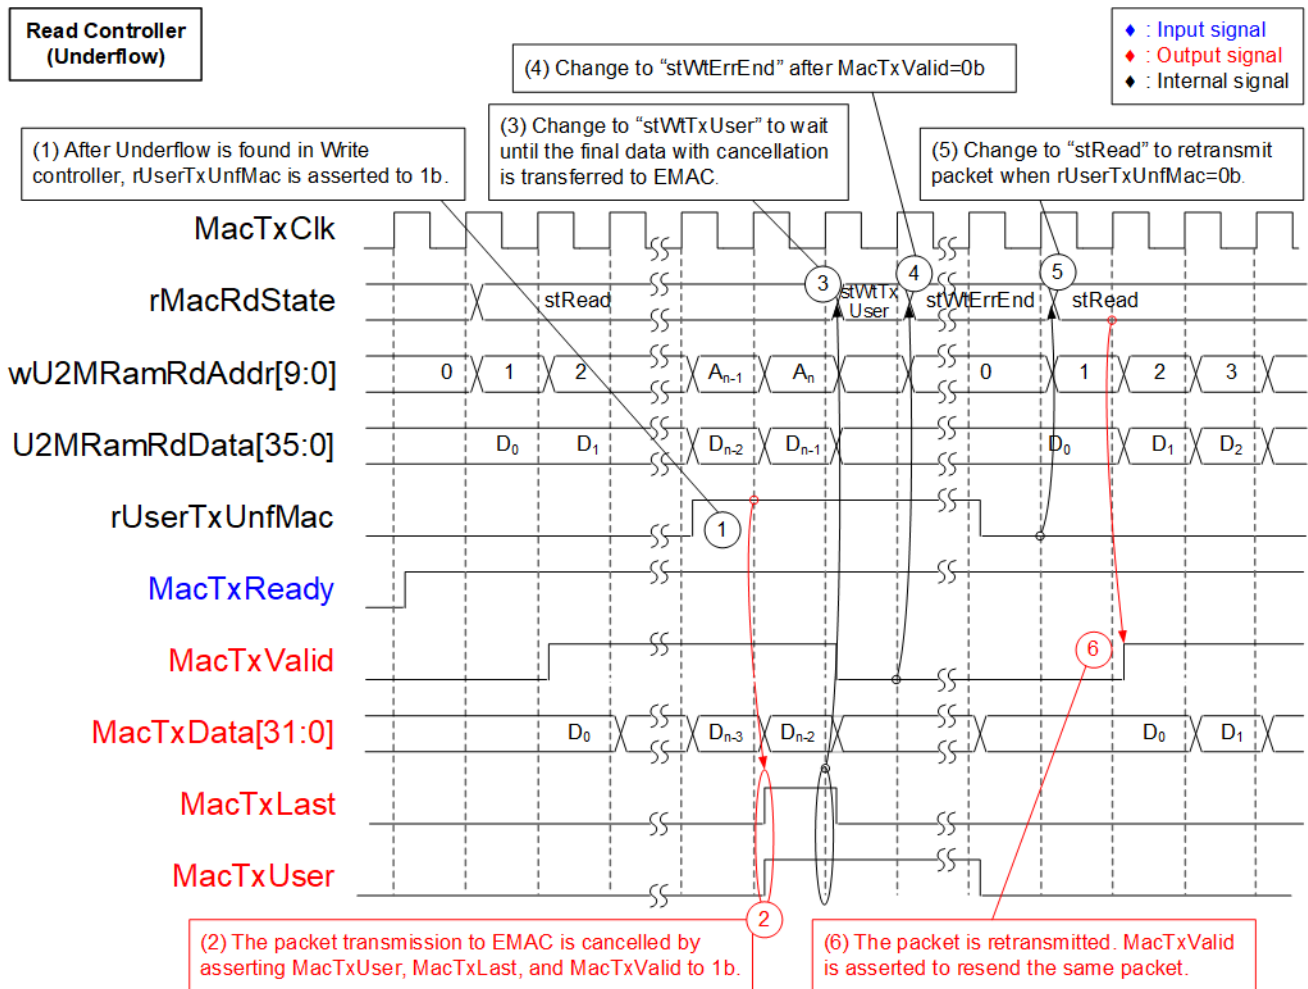 Read Controller
(Underflow)
♦ : Input signal
♦ : Output signal
♦ : Internal signal
(4) Change to “stWtErrEnd” after MacTxValid=0b
(1) After Underflow is found in Write
controller, rUserTxUnfMac is asserted to 1b.
(3) Change to “stWtTxUser” to wait
until the final data with cancellation
is transferred to EMAC.
(5) Change to “stRead” to retransmit
packet when rUserTxUnfMac=0b.
MacTxClk
rMacRdState
stRead
3
stWtTx
User
4
stWtErrEnd
5
stRead
wU2MRamRdAddr[9:0]
0 1 2 An-1 An 0 1 2 3
U2MRamRdData[35:0]
D0 D1 Dn-2 Dn-1 D0 D1 D2
rUserTxUnfMac
1
MacTxReady
MacTxValid
6
MacTxData[31:0]
D0 Dn-3 Dn-2 D0 D1
MacTxLast
MacTxUser
2
(2) The packet transmission to EMAC is cancelled by
asserting MacTxUser, MacTxLast, and MacTxValid to 1b.
(6) The packet is retransmitted. MacTxValid
is asserted to resend the same packet.